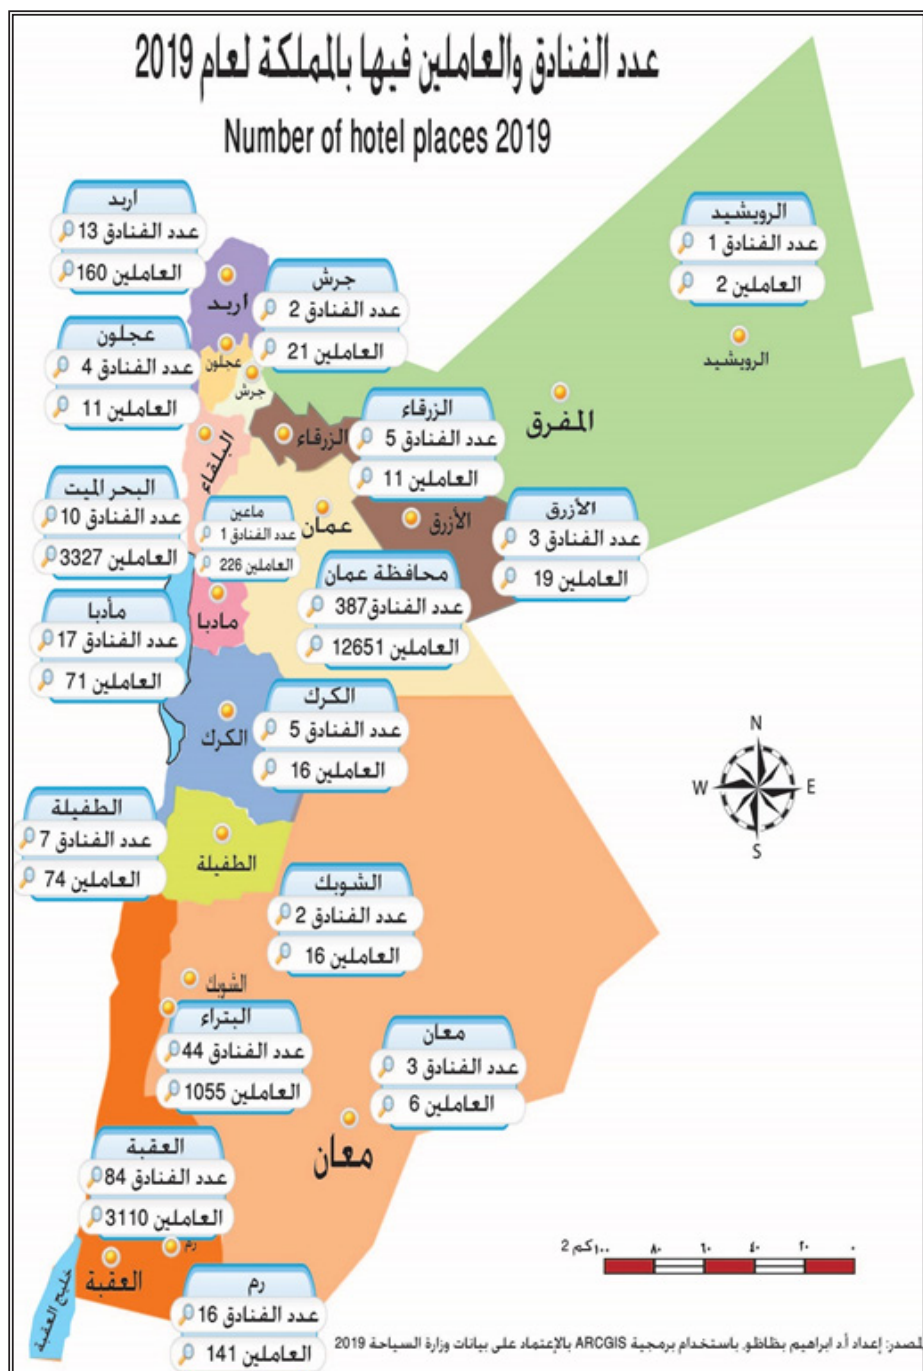 عدد الفنادق والعاملين فيها بالمملكة لعام 2019
Number of hotel places 2019
اربد
عدد الفنادق 13
العاملين 160
الرويشيد
عدد الفنادق 1
العاملين 2
جرش
عدد الفنادق 2
العاملين 21
اربد
عجلون
عدد الفنادق 4
العاملين 11
عجلون
جرش
الرويشيد
المفرق
الزرقاء
عدد الفنادق 5
العاملين 11
الزرقاء
البلقاء
البحر الميت
عدد الفنادق 10
العاملين 3327
ماعين
عدد الفنادق 1
العاملين 226
عمان
الأزرق
الأزرق
عدد الفنادق 3
العاملين 19
محافظة عمان
عدد الفنادق 387
العاملين 12651
مأدبا
عدد الفنادق 17
العاملين 71
مادبا
الكرك
عدد الفنادق 5
العاملين 16
الكرك
N
W E
S
الطفيلة
عدد الفنادق 7
العاملين 74
الطفيلة
الشوبك
عدد الفنادق 2
العاملين 16
الشوبك
البتراء
عدد الفنادق 44
العاملين 1055
معان
عدد الفنادق 3
العاملين 6
معان
العقبة
عدد الفنادق 84
العاملين 3110
رم
العقبة
خليج العقبة
رم
عدد الفنادق 16
العاملين 141
٠ ٢٠ ٤٠ ٦٠ ٨٠ ١٠٠ كم 2
لمصدر: إعداد أ.د ابراهيم بظاظو. باستخدام برمجية ARCGIS بالإعتماد على بيانات وزارة السياحة 2019